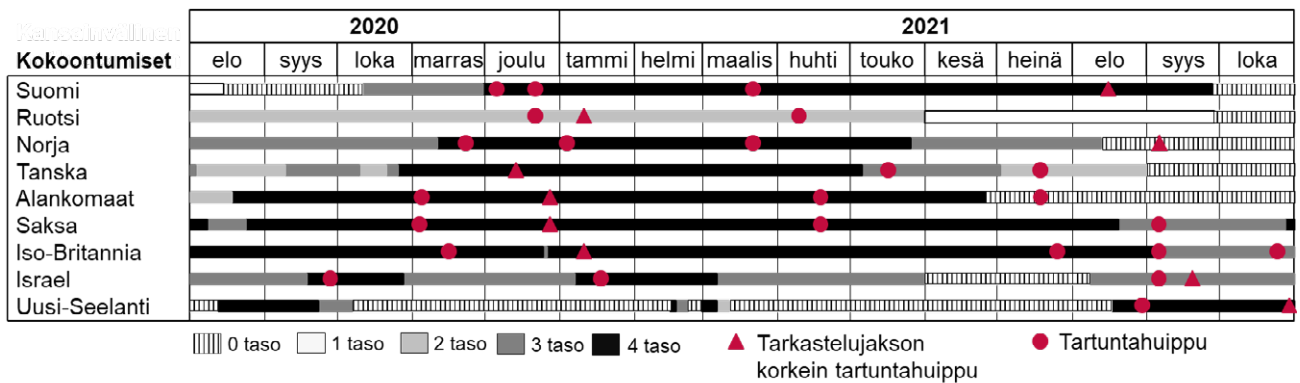 2020 2021
Kokoontumiset elo syys loka marras joulu tammi helmi maalis huhti touko kesä heinä elo syys loka
Suomi
Ruotsi
Norja
Tanska
Alankomaat
Saksa
Iso-Britannia
Israel
Uusi-Seelanti
0 taso 1 taso 2 taso 3 taso 4 taso Tarkastelujakson Tartuntahuippu
korkein tartuntahuippu